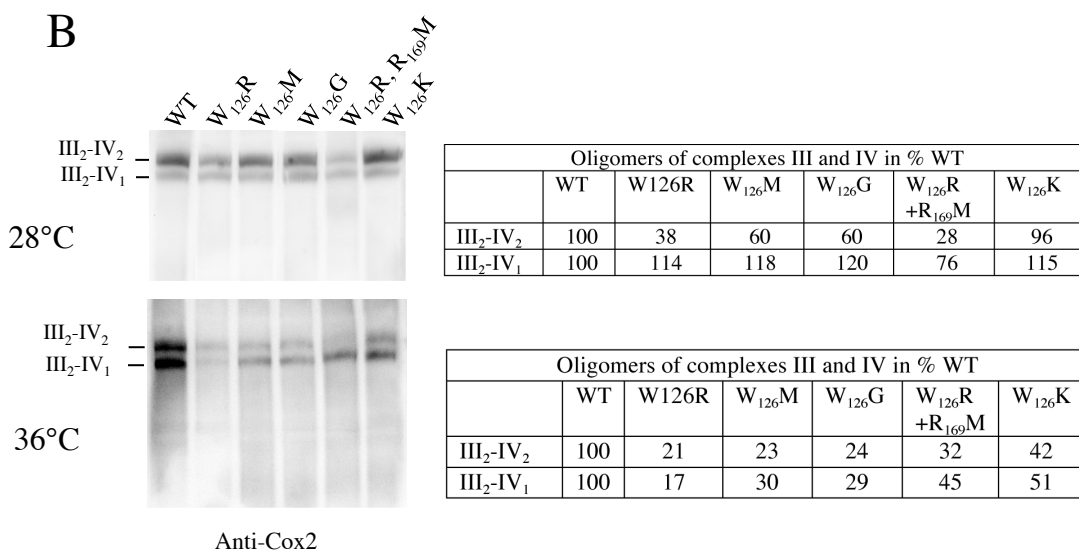 B
WT W₁₂₆R W₁₂₆M W₁₂₆G W₁₂₆R, R₁₆₉M W₁₂₆K
III₂-IV₂
III₂-IV₁
28°C
Oligomers of complexes III and IV in % WT
WT W126R W₁₂₆M W₁₂₆G W₁₂₆R +R₁₆₉M W₁₂₆K
III₂-IV₂ 100 38 60 60 28 96
III₂-IV₁ 100 114 118 120 76 115
III₂-IV₂
III₂-IV₁
36°C
Oligomers of complexes III and IV in % WT
WT W126R W₁₂₆M W₁₂₆G W₁₂₆R +R₁₆₉M W₁₂₆K
III₂-IV₂ 100 21 23 24 32 42
III₂-IV₁ 100 17 30 29 45 51
Anti-Cox2